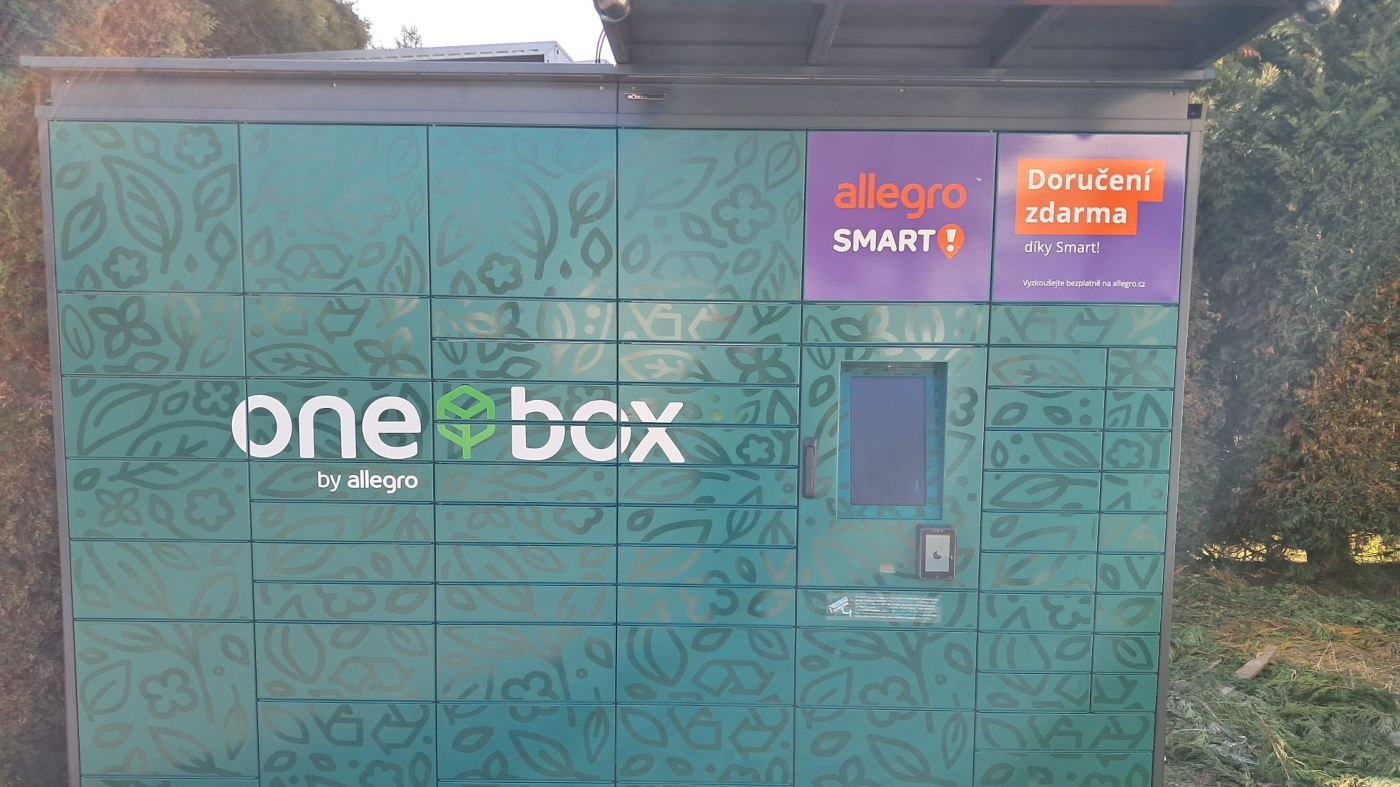 allegro
SMART!
Doručení
zdarma
díky Smart!
Vyzkoušejte bezplatně na allegro.cz
one box
by allegro